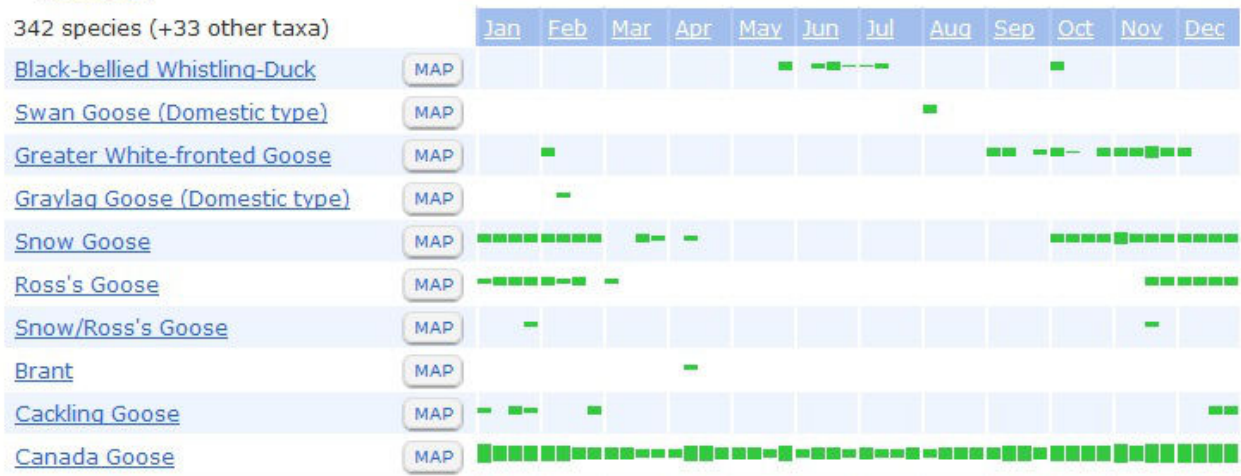 342 species (+33 other taxa) Jan Feb Mar Apr May Jun Jul Aug Sep Oct Nov Dec
Black-bellied Whistling-Duck MAP
Swan Goose (Domestic type) MAP
Greater White-fronted Goose MAP
Graylag Goose (Domestic type) MAP
Snow Goose MAP
Ross's Goose MAP
Snow/Ross's Goose MAP
Brant MAP
Cackling Goose MAP
Canada Goose MAP